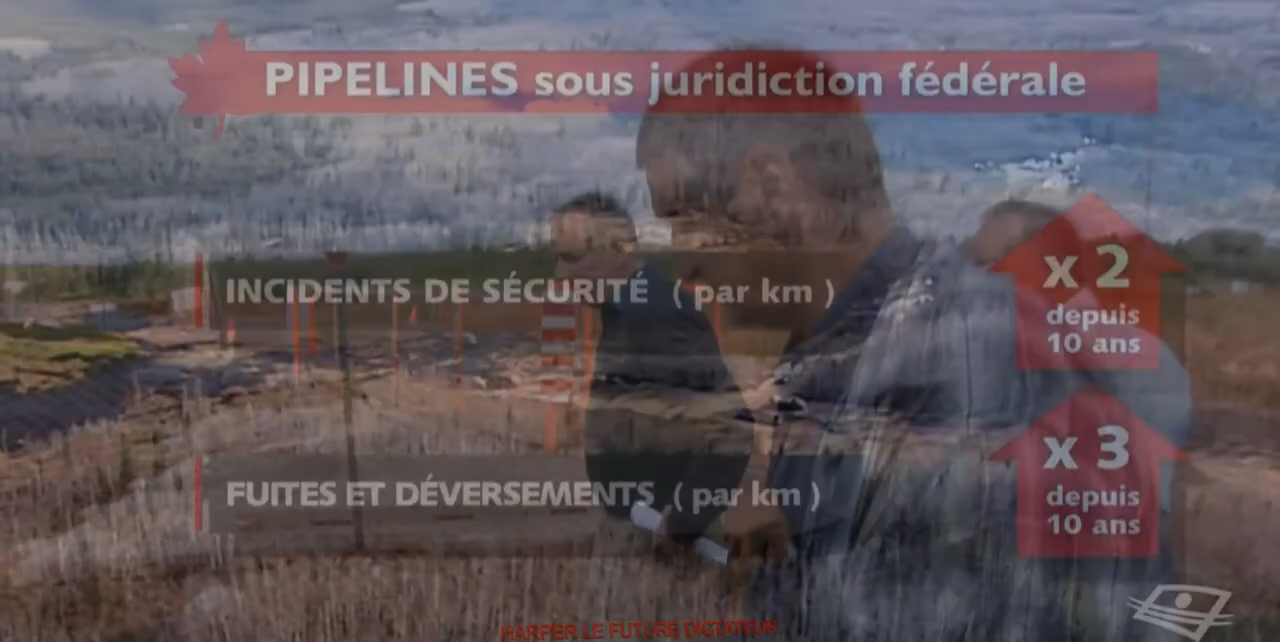 PIPELINES sous juridiction fédérale
INCIDENTS DE SÉCURITÉ (par km)
x 2
depuis
10 ans
FUITES ET DÉVERSEMENTS (par km)
x 3
depuis
10 ans
HARPER LE FUTURE DICTATEUR